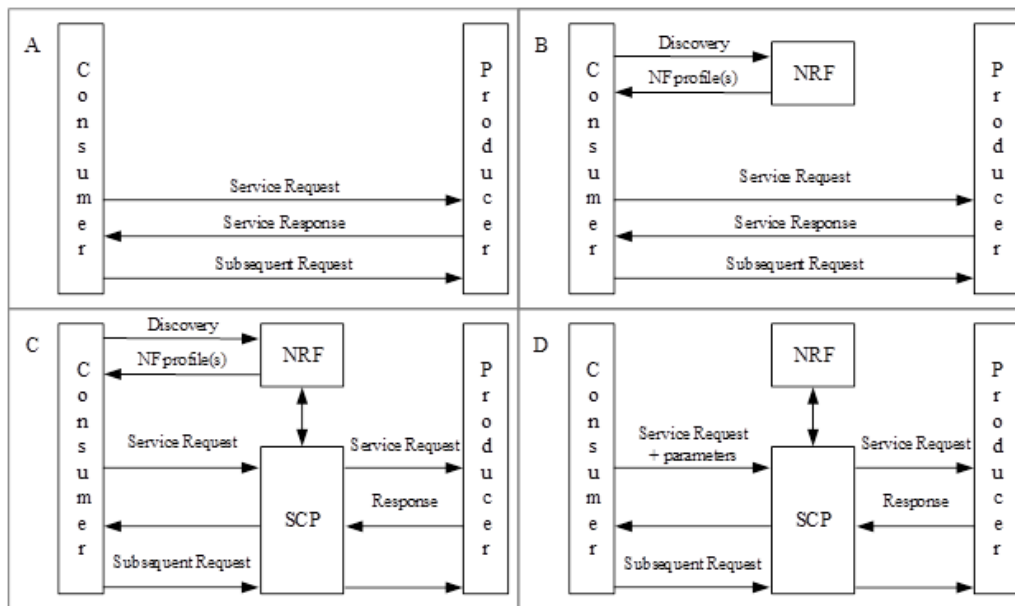 A
Consumer
Producer
Service Request
Service Response
Subsequent Request
B
Consumer
Producer
Discovery
NF profile(s)
NRF
Service Request
Service Response
Subsequent Request
C
Consumer
Producer
Discovery
NF profile(s)
NRF
Service Request
Service Request
SCP
Response
Subsequent Request
D
Consumer
Producer
NRF
Service Request
+ parameters
Service Request
SCP
Response
Subsequent Request